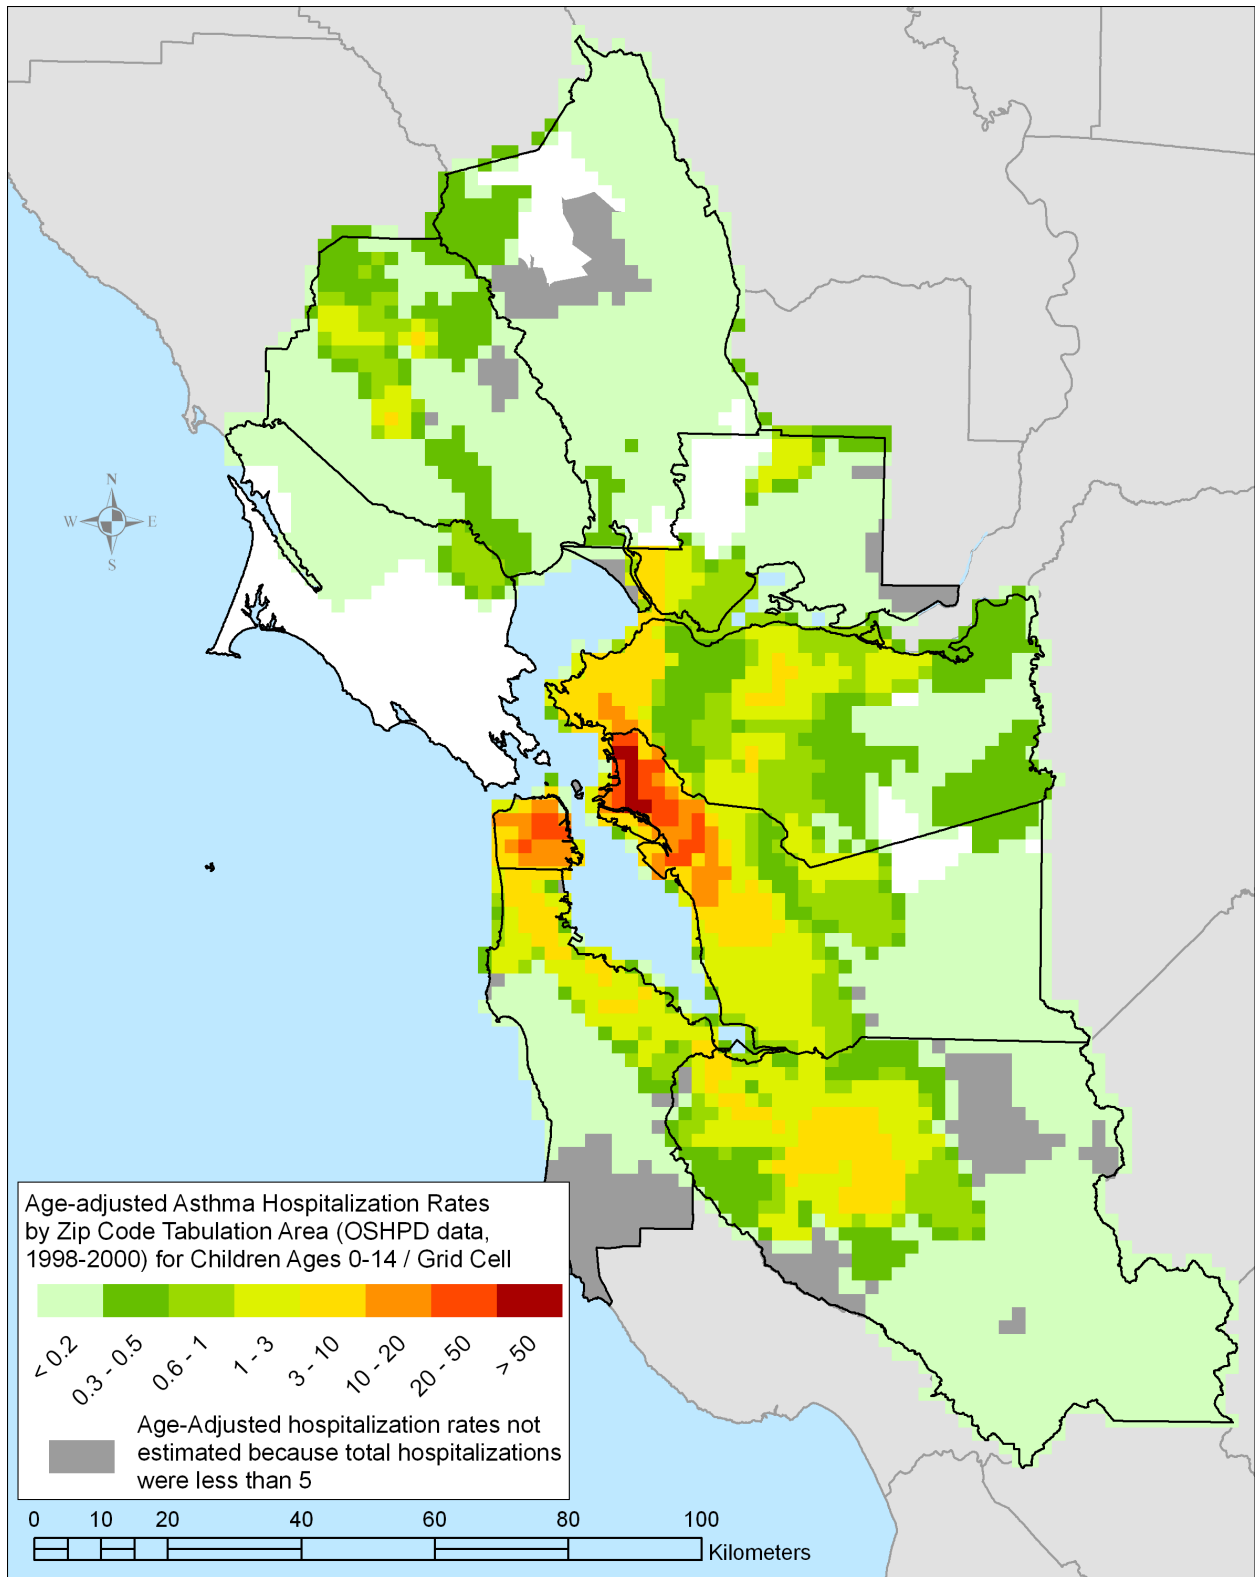 N
W E
S
Age-adjusted Asthma Hospitalization Rates
by Zip Code Tabulation Area (OSHPD data,
1998-2000) for Children Ages 0-14 / Grid Cell
< 0.2
0.3 - 0.5
0.6 - 1
1 - 3
3 - 10
10 - 20
20 - 50
> 50
Age-Adjusted hospitalization rates not
estimated because total hospitalizations
were less than 5
0 10 20 40 60 80 100
Kilometers